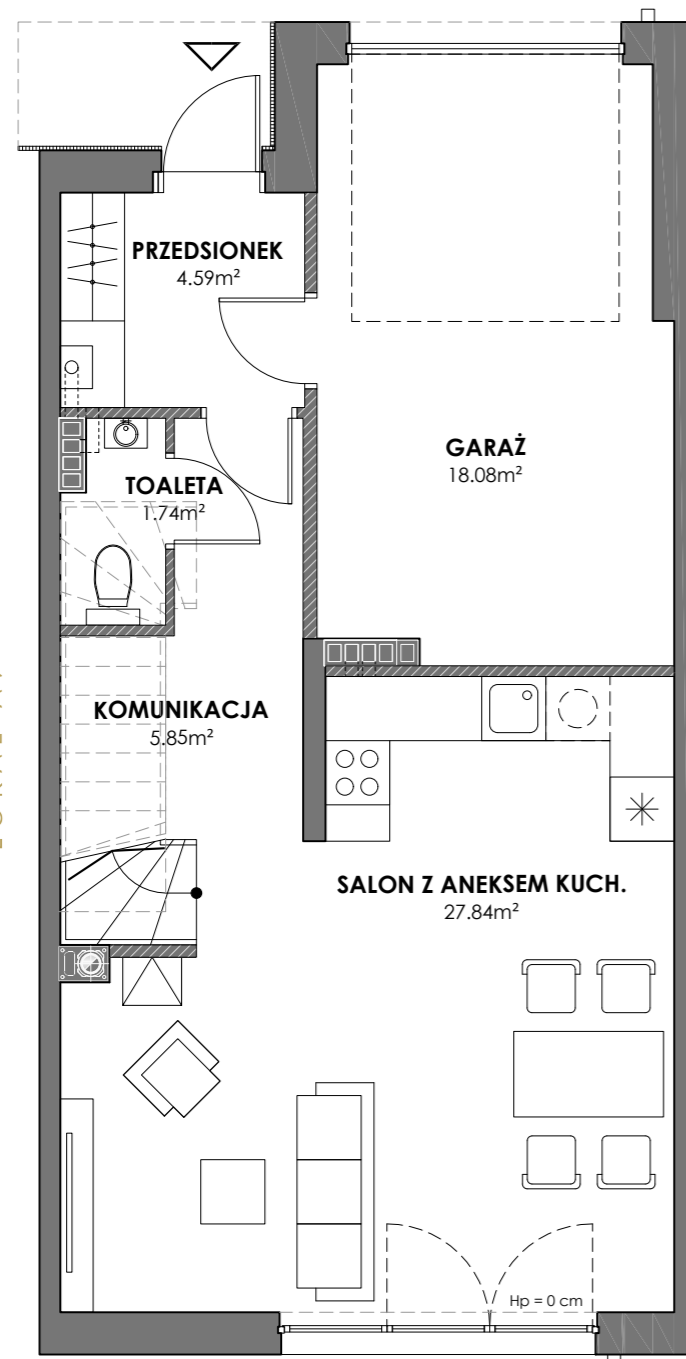 PRZEDSIONEK
4.59m²
GARAŻ
18.08m²
TOALETA
1.74m²
KOMUNIKACJA
5.85m²
SALON Z ANEKSEM KUCH.
27.84m²
Hp = 0 cm